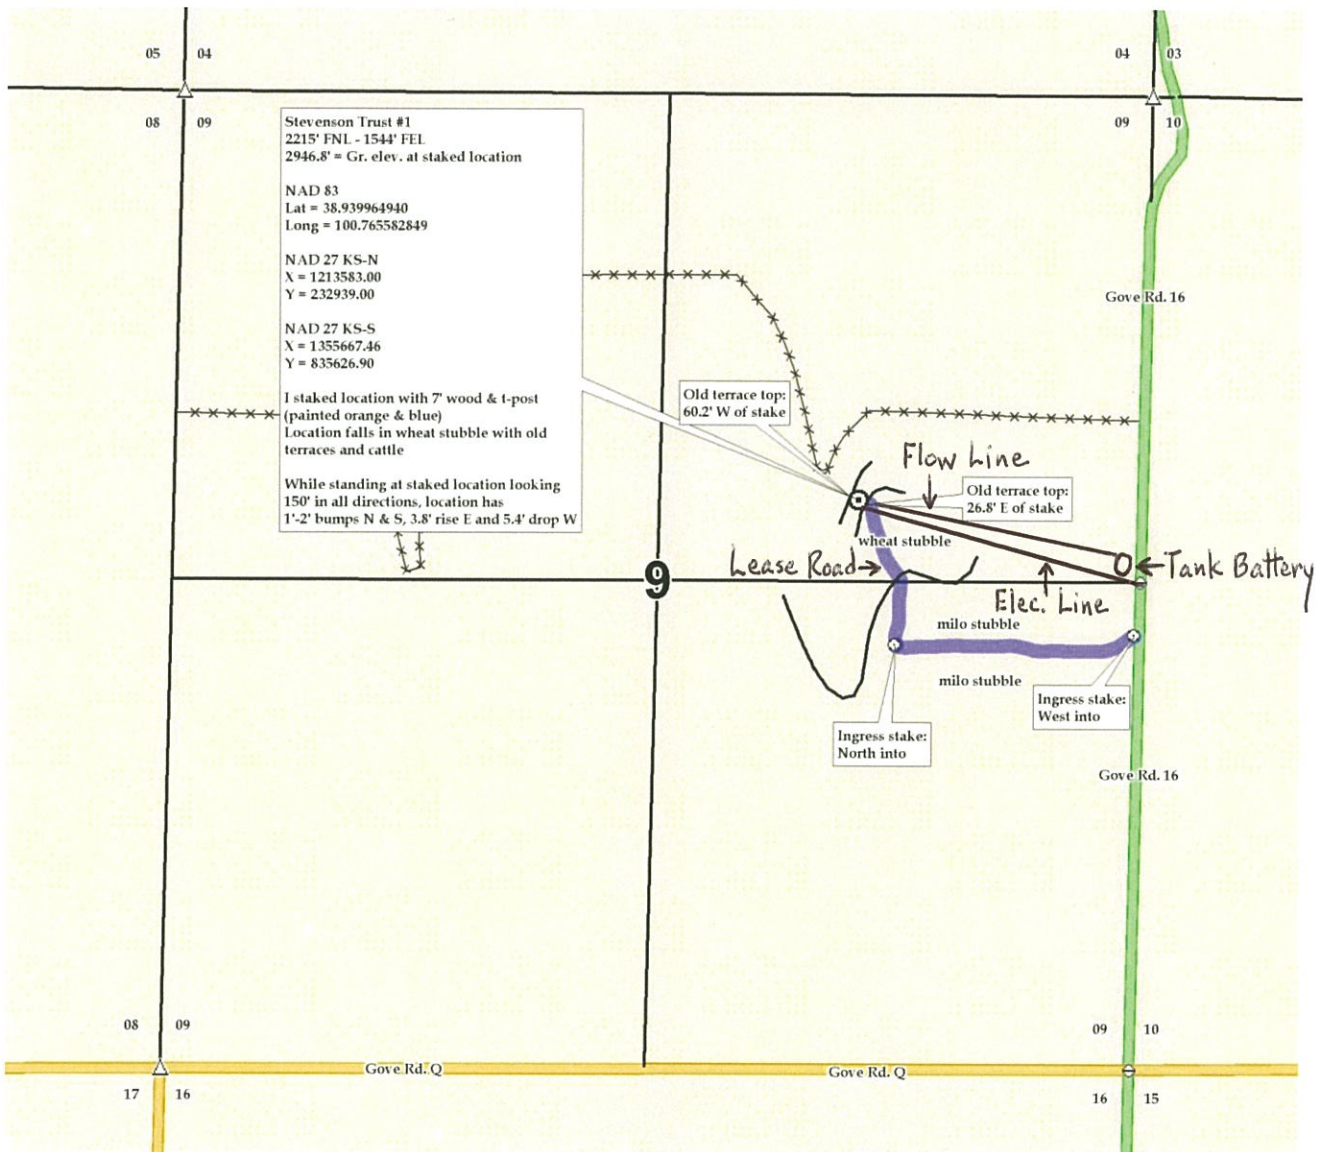 05 04
04 03
08 09
09 10
Stevenson Trust #1
2215' FNL - 1544' FEL
2946.8' = Gr. elev. at staked location
NAD 83
Lat = 38.939964940
Long = 100.765582849
NAD 27 KS-N
X = 1213583.00
Y = 232939.00
NAD 27 KS-S
X = 1355667.46
Y = 835626.90
I staked location with 7' wood & t-post
(painted orange & blue)
Location falls in wheat stubble with old
terraces and cattle
While standing at staked location looking
150' in all directions, location has
1'-2' bumps N & S, 3.8' rise E and 5.4' drop W
Gove Rd. 16
Old terrace top:
60.2' W of stake
Flow Line
Old terrace top:
26.8' E of stake
wheat stubble
Lease Road
Tank Battery
9
Elec. Line
milo stubble
milo stubble
Ingress stake:
West into
Ingress stake:
North into
Gove Rd. 16
08 09
09 10
Gove Rd. Q
Gove Rd. Q
17 16
16 15